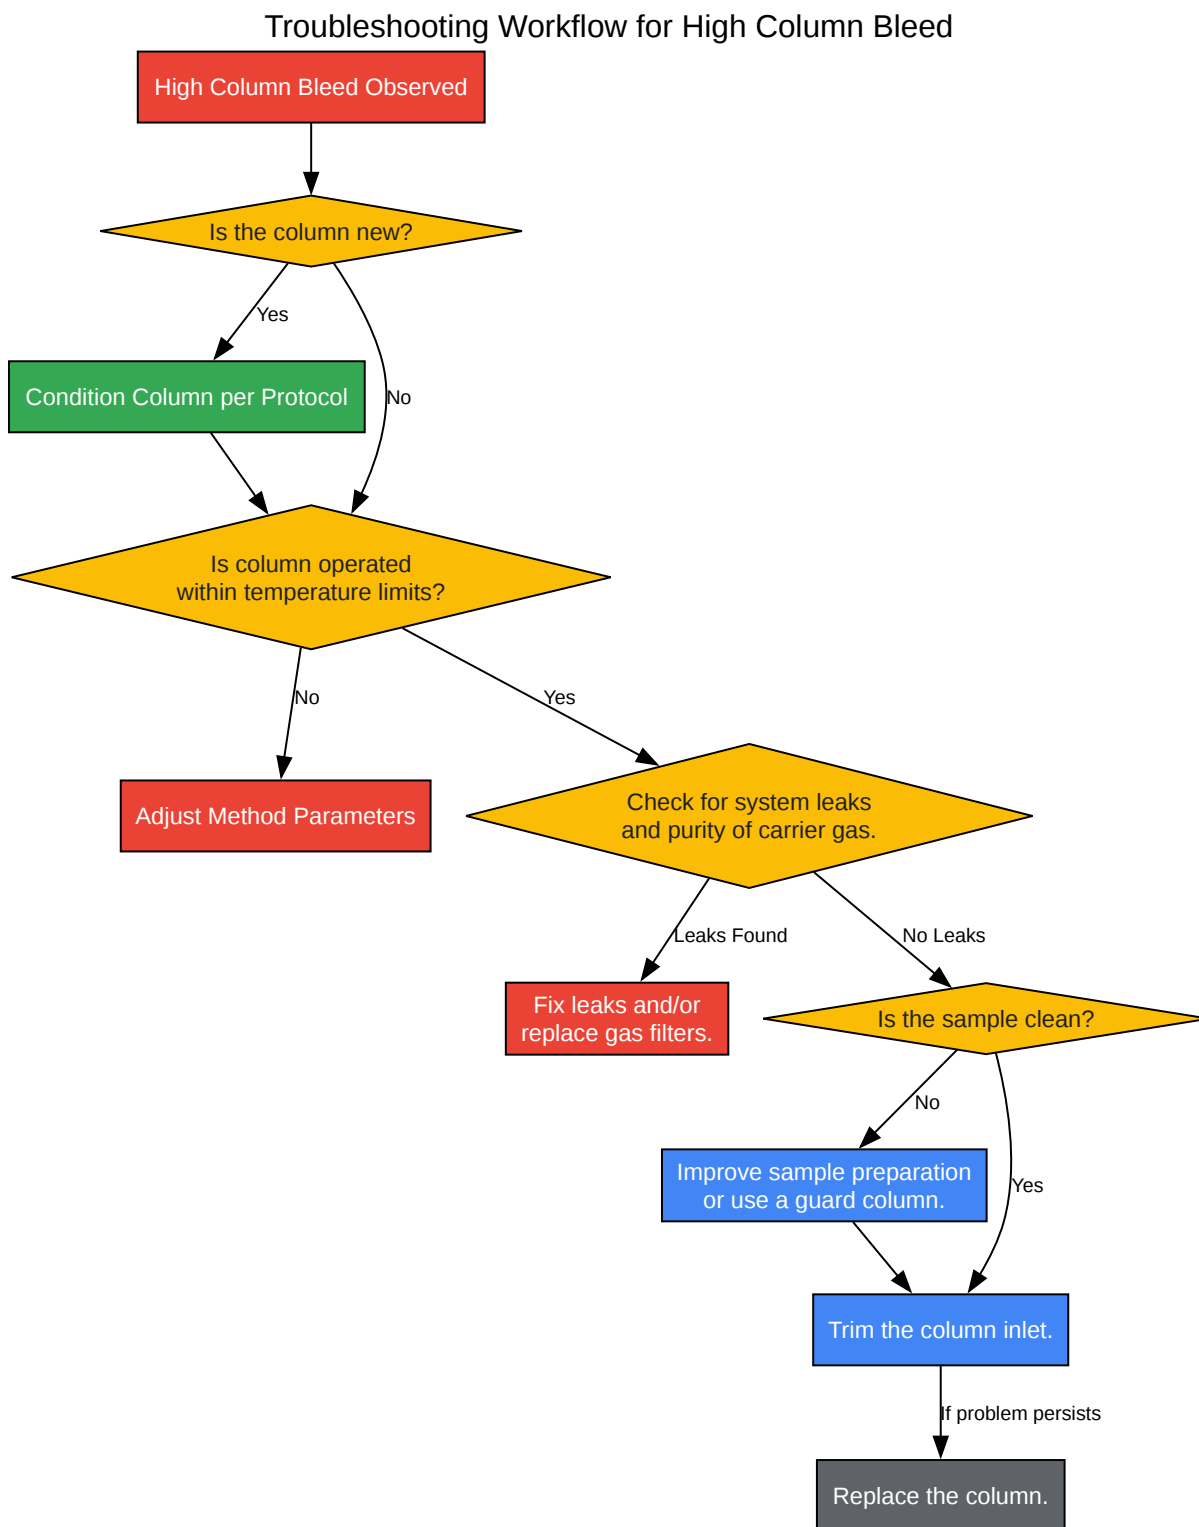 Troubleshooting Workflow for High Column Bleed
High Column Bleed Observed
Is the column new?
Yes
Condition Column per Protocol
No
Is column operated
within temperature limits?
No
Yes
Adjust Method Parameters
Check for system leaks
and purity of carrier gas.
Leaks Found
No Leaks
Fix leaks and/or
replace gas filters.
Is the sample clean?
No
Improve sample preparation
or use a guard column.
Yes
Trim the column inlet.
If problem persists
Replace the column.